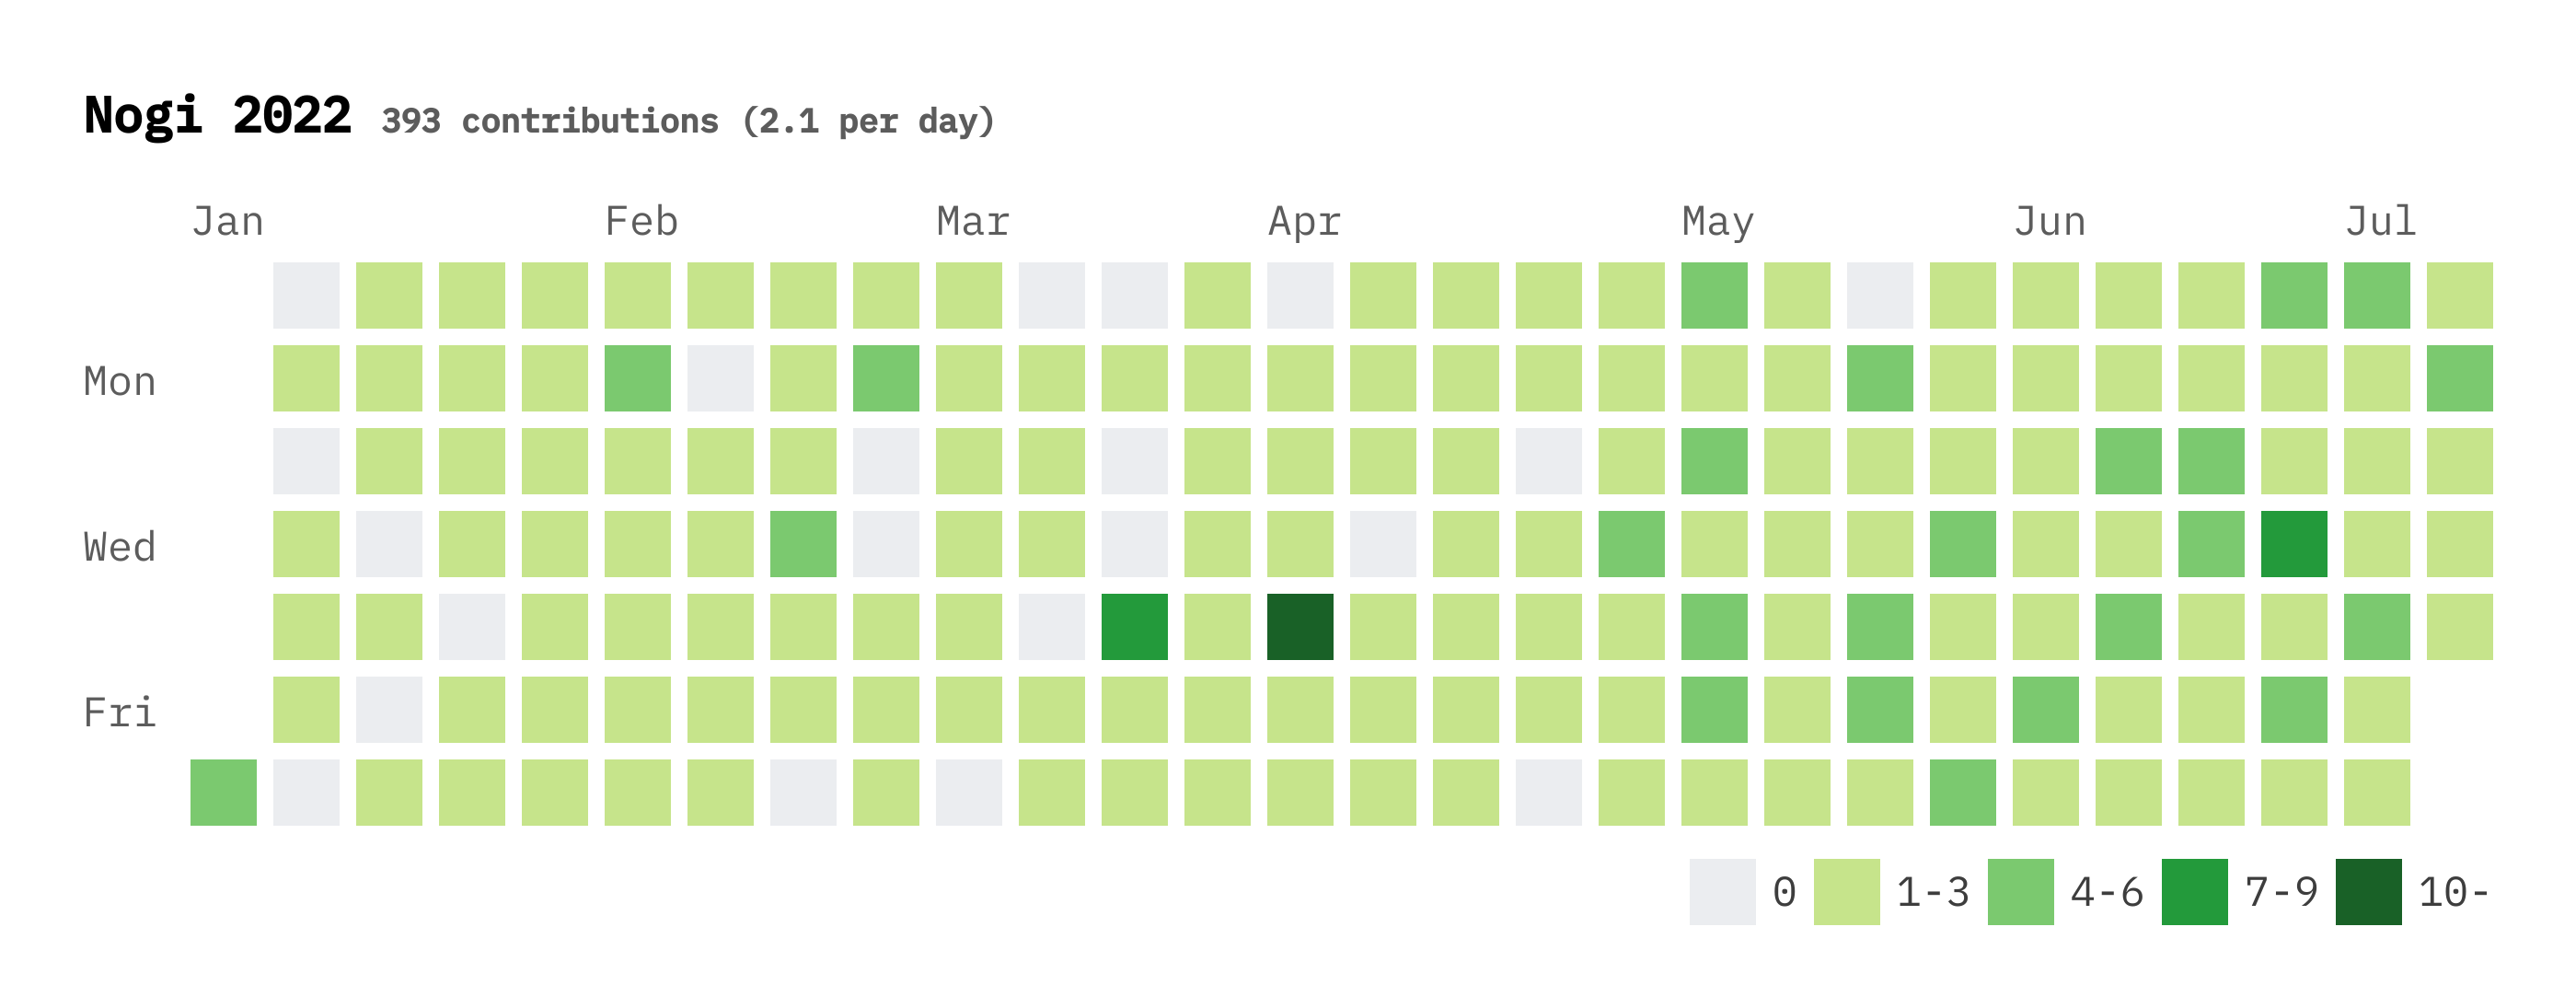 Nogi 2022 393 contributions (2.1 per day)
Jan Feb Mar Apr May Jun Jul
Mon
Wed
Fri
0 1-3 4-6 7-9 10-